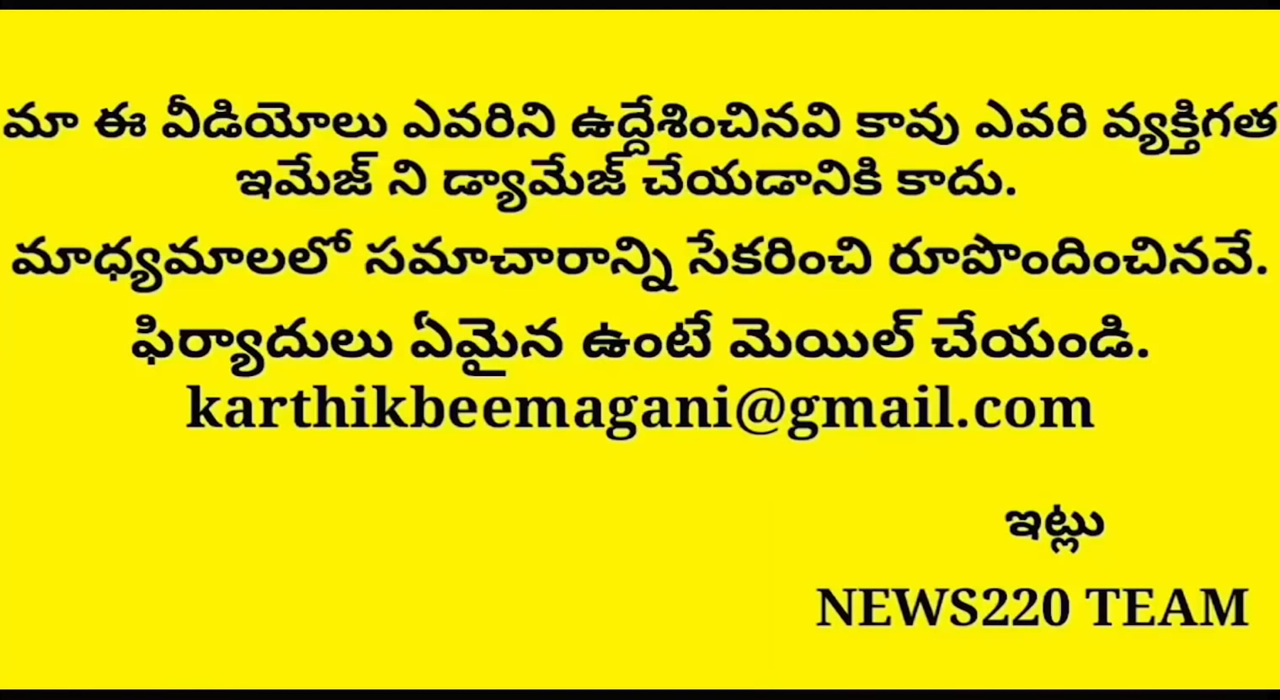 మా ఈ వీడియోలు ఎవరిని ఉద్దేశించినవి కావు ఎవరి వ్యక్తిగత
ఇమేజ్ ని డ్యామేజ్ చేయడానికి కాదు.
మాధ్యమాలలో సమాచారాన్ని సేకరించి రూపొందించినవే.
ఫిర్యాదులు ఏమైన ఉంటే మెయిల్ చేయండి.
karthikbeemagani@gmail.com
ఇట్లు
NEWS220 TEAM